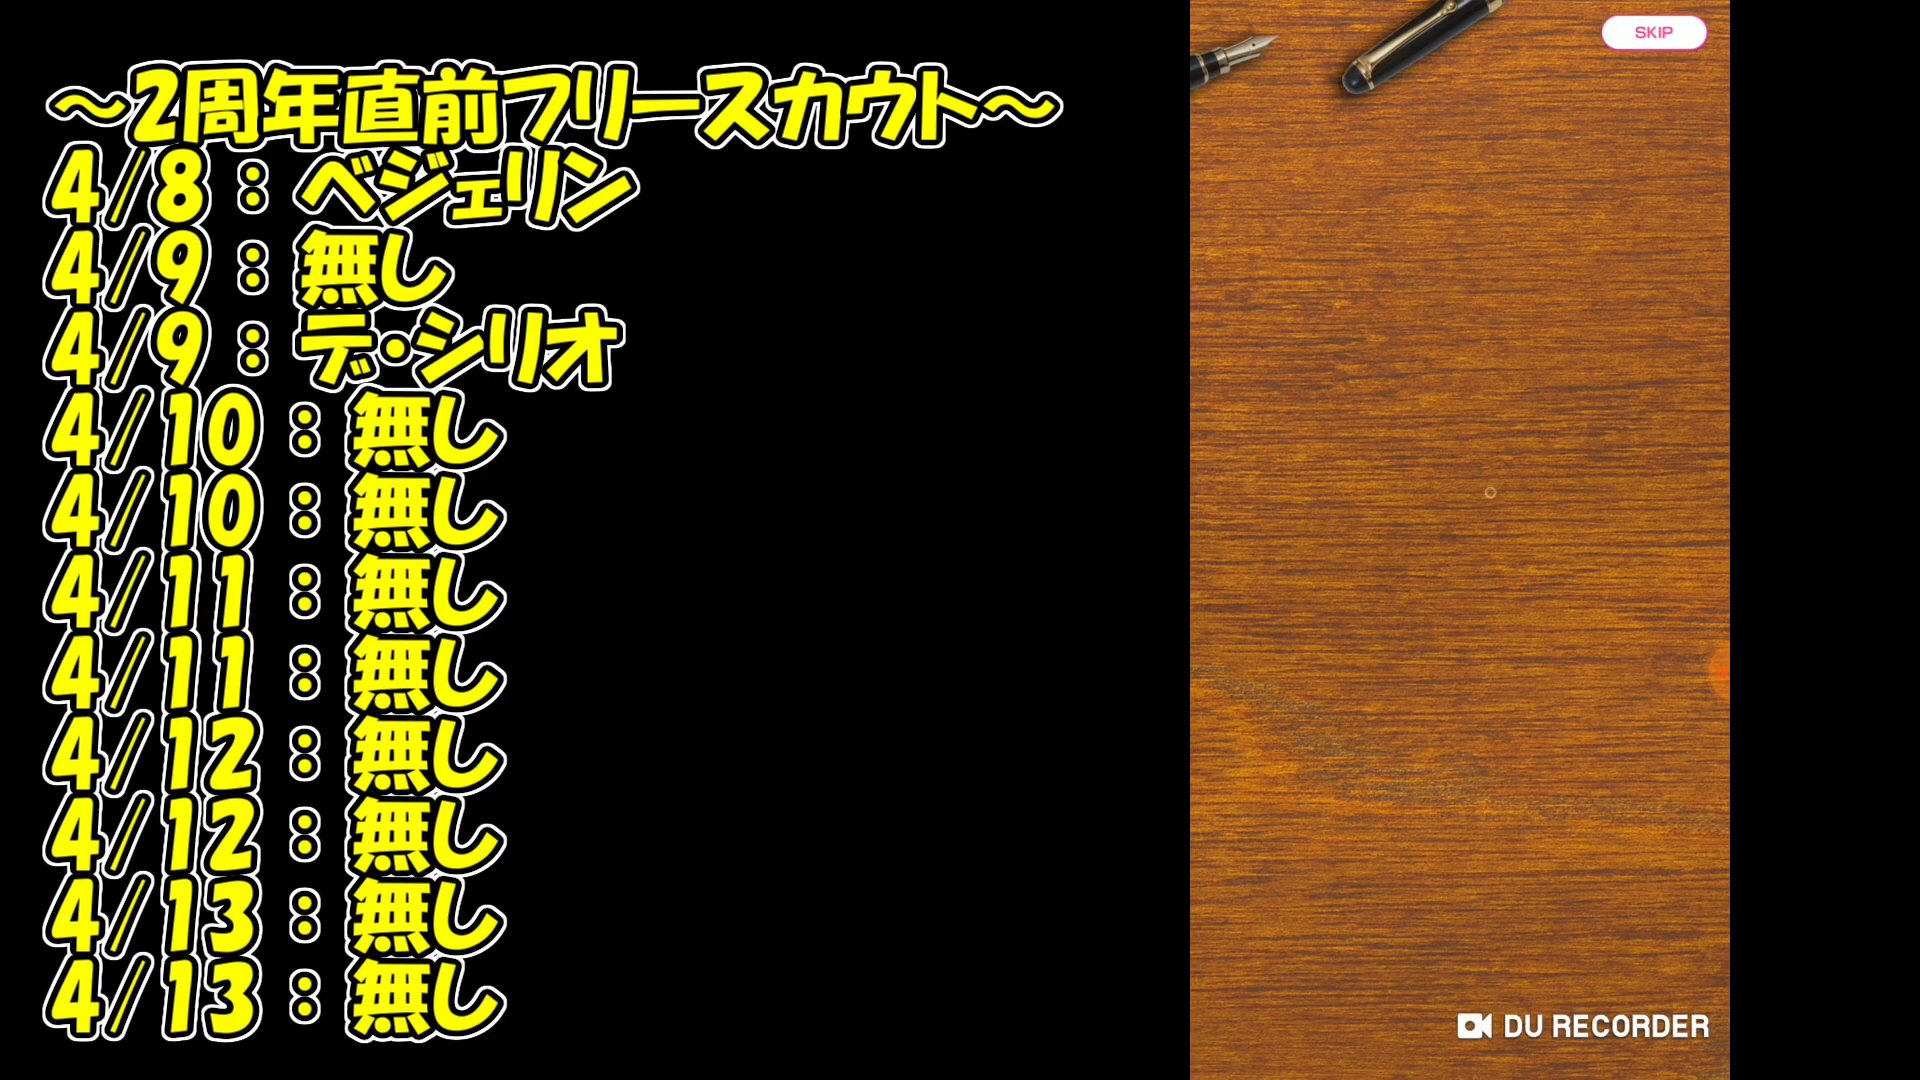 ～2周年直前フリースカウト～
4/8：ベジェリン
4/9：無し
4/9：デ・シリオ
4/10：無し
4/10：無し
4/11：無し
4/11：無し
4/12：無し
4/12：無し
4/13：無し
4/13：無し
SKIP
DU RECORDER